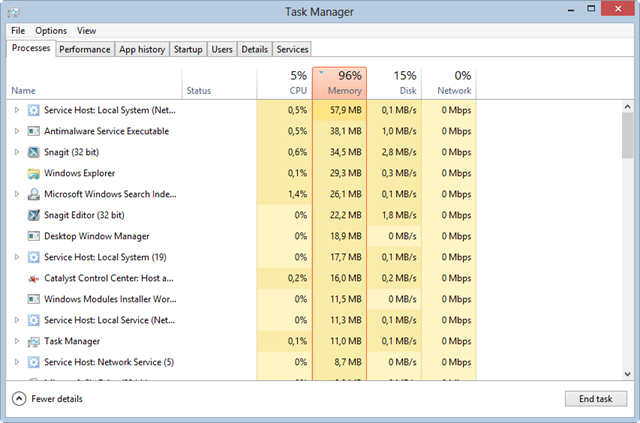 Task Manager
File Options View
Processes Performance App history Startup Users Details Services
5% 96% 15% 0%
Name Status CPU Memory Disk Network
Service Host: Local System (Net... 0,5% 57,9 MB 0,1 MB/s 0 Mbps
Antimalware Service Executable 0,5% 38,1 MB 1,0 MB/s 0 Mbps
Snagit (32 bit) 0,6% 34,5 MB 2,8 MB/s 0 Mbps
Windows Explorer 0,1% 29,3 MB 0,3 MB/s 0 Mbps
Microsoft Windows Search Inde... 1,4% 26,1 MB 0,1 MB/s 0 Mbps
Snagit Editor (32 bit) 0% 22,2 MB 1,8 MB/s 0 Mbps
Desktop Window Manager 0% 18,9 MB 0 MB/s 0 Mbps
Service Host: Local System (19) 0% 17,7 MB 0,1 MB/s 0 Mbps
Catalyst Control Center: Host a... 0,2% 16,0 MB 0,2 MB/s 0 Mbps
Windows Modules Installer Wor... 0% 11,5 MB 0 MB/s 0 Mbps
Service Host: Local Service (Net... 0% 11,3 MB 0,1 MB/s 0 Mbps
Task Manager 0,1% 11,0 MB 0,1 MB/s 0 Mbps
Service Host: Network Service (5) 0% 8,7 MB 0 MB/s 0 Mbps
Fewer details End task